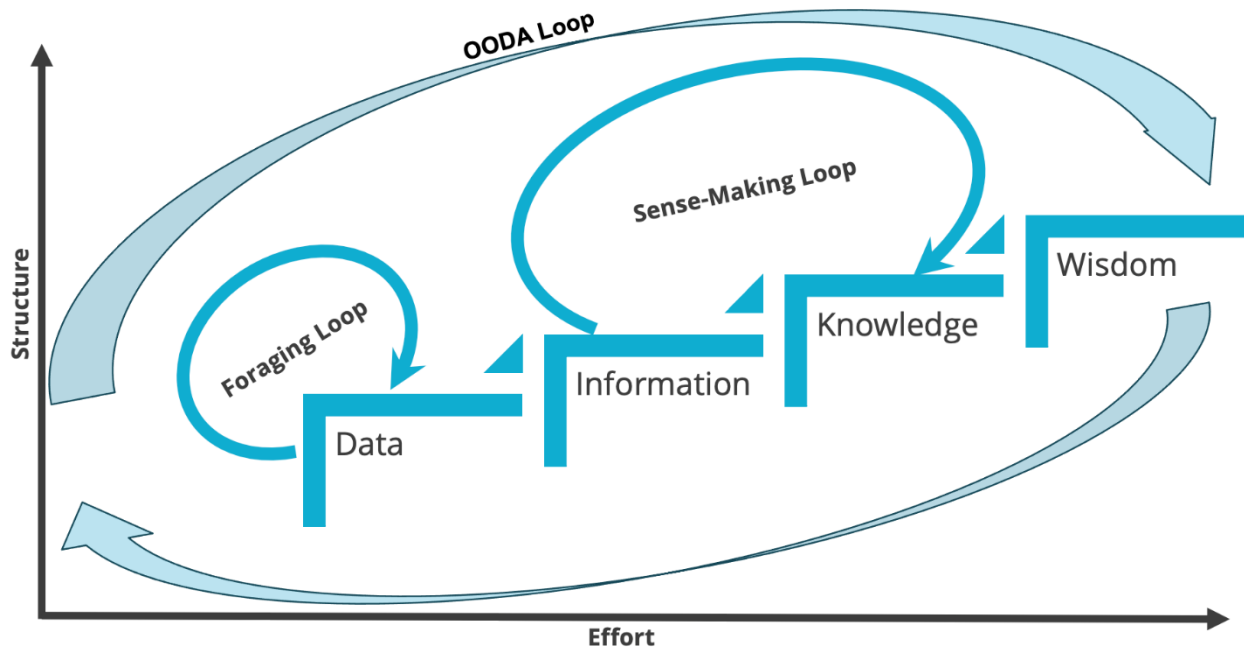 OODA Loop
Structure
Sense-Making Loop
Foraging Loop
Wisdom
Knowledge
Information
Data
Effort